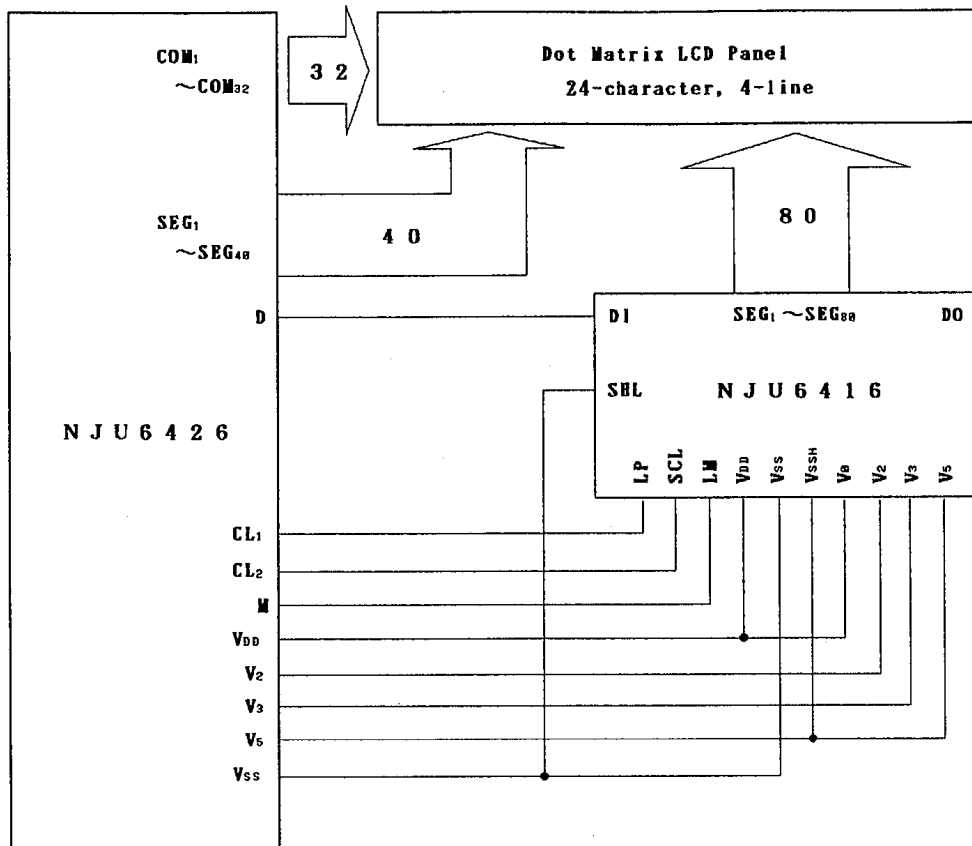 COM1
~COM32
32
Dot Matrix LCD Panel
24-character, 4-line
SEG1
~SEG40
40
80
D
DI
SEG1~SEG80
DO
SHL
NJU6416
NJU6426
LP
SCL
LM
VDD
VSS
VSSH
V0
V2
V3
V5
CL1
CL2
M
VDD
V2
V3
V5
VSS